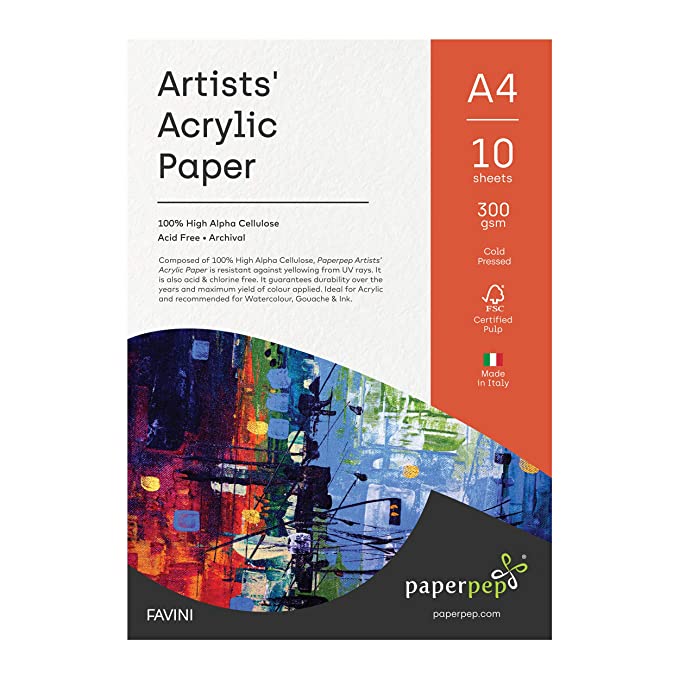 Artists'
Acrylic
Paper
100% High Alpha Cellulose
Acid Free • Archival
Composed of 100% High Alpha Cellulose, Paperpep Artists'
Acrylic Paper is resistant against yellowing from UV rays. It
is also acid & chlorine free. It guarantees durability over the
years and maximum yield of colour applied. Ideal for Acrylic
and recommended for Watercolour, Gouache & Ink.
A4
10
sheets
300
gsm
Cold
Pressed
FSC
Certified
Pulp
Made
in Italy
paperpep®
paperpep.com
FAVINI